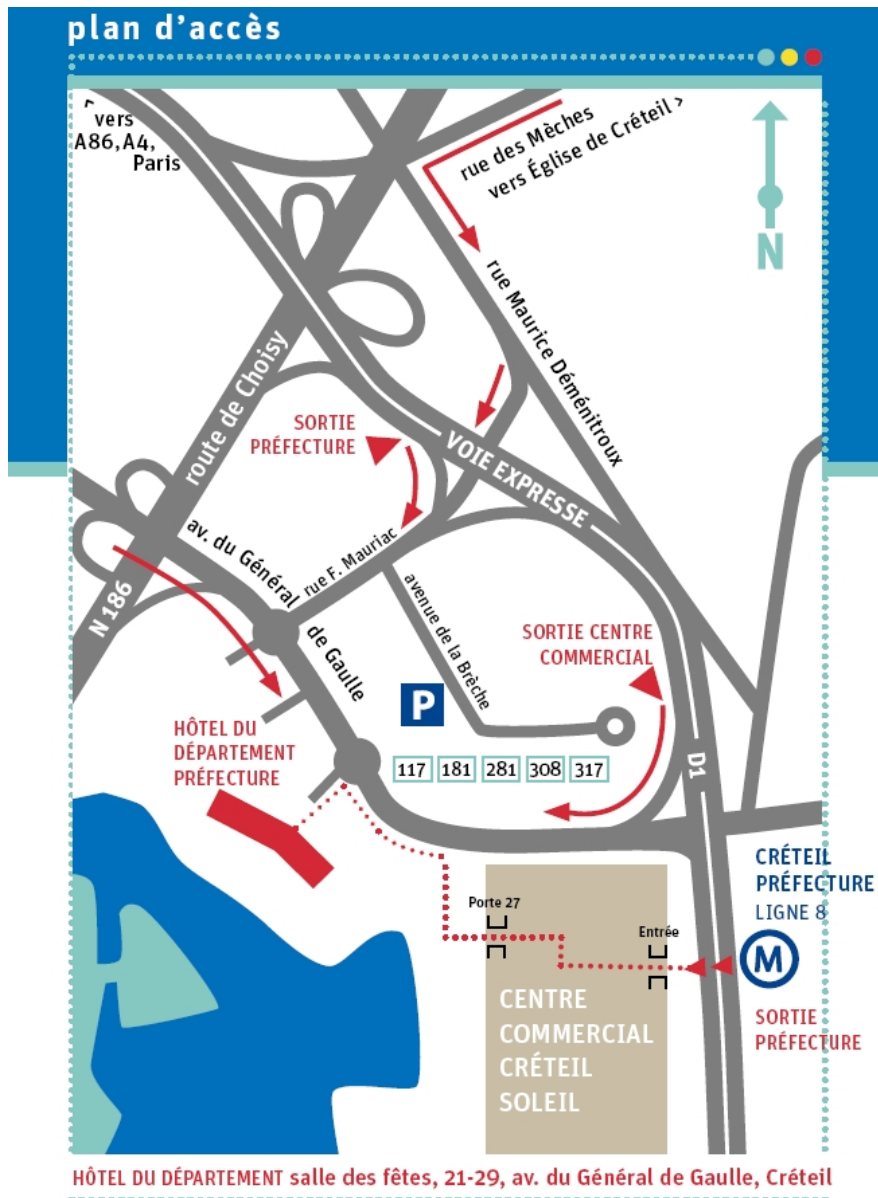 plan d'accès
vers
A86, A4,
Paris
rue des Mèches
vers Église de Créteil >
N
rue Maurice Déménitroux
route de Choisy
SORTIE
PRÉFECTURE
VOIE EXPRESSE
av. du Général
de Gaulle
rue F. Mauriac
N 186
avenue de la Brèche
SORTIE CENTRE
COMMERCIAL
P
HÔTEL DU
DÉPARTEMENT
PRÉFECTURE
117 181 281 308 317
D1
CRÉTEIL
PRÉFECTURE
LIGNE 8
M
SORTIE
PRÉFECTURE
Porte 27
Entrée
CENTRE
COMMERCIAL
CRÉTEIL
SOLEIL
HÔTEL DU DÉPARTEMENT salle des fêtes, 21-29, av. du Général de Gaulle, Créteil